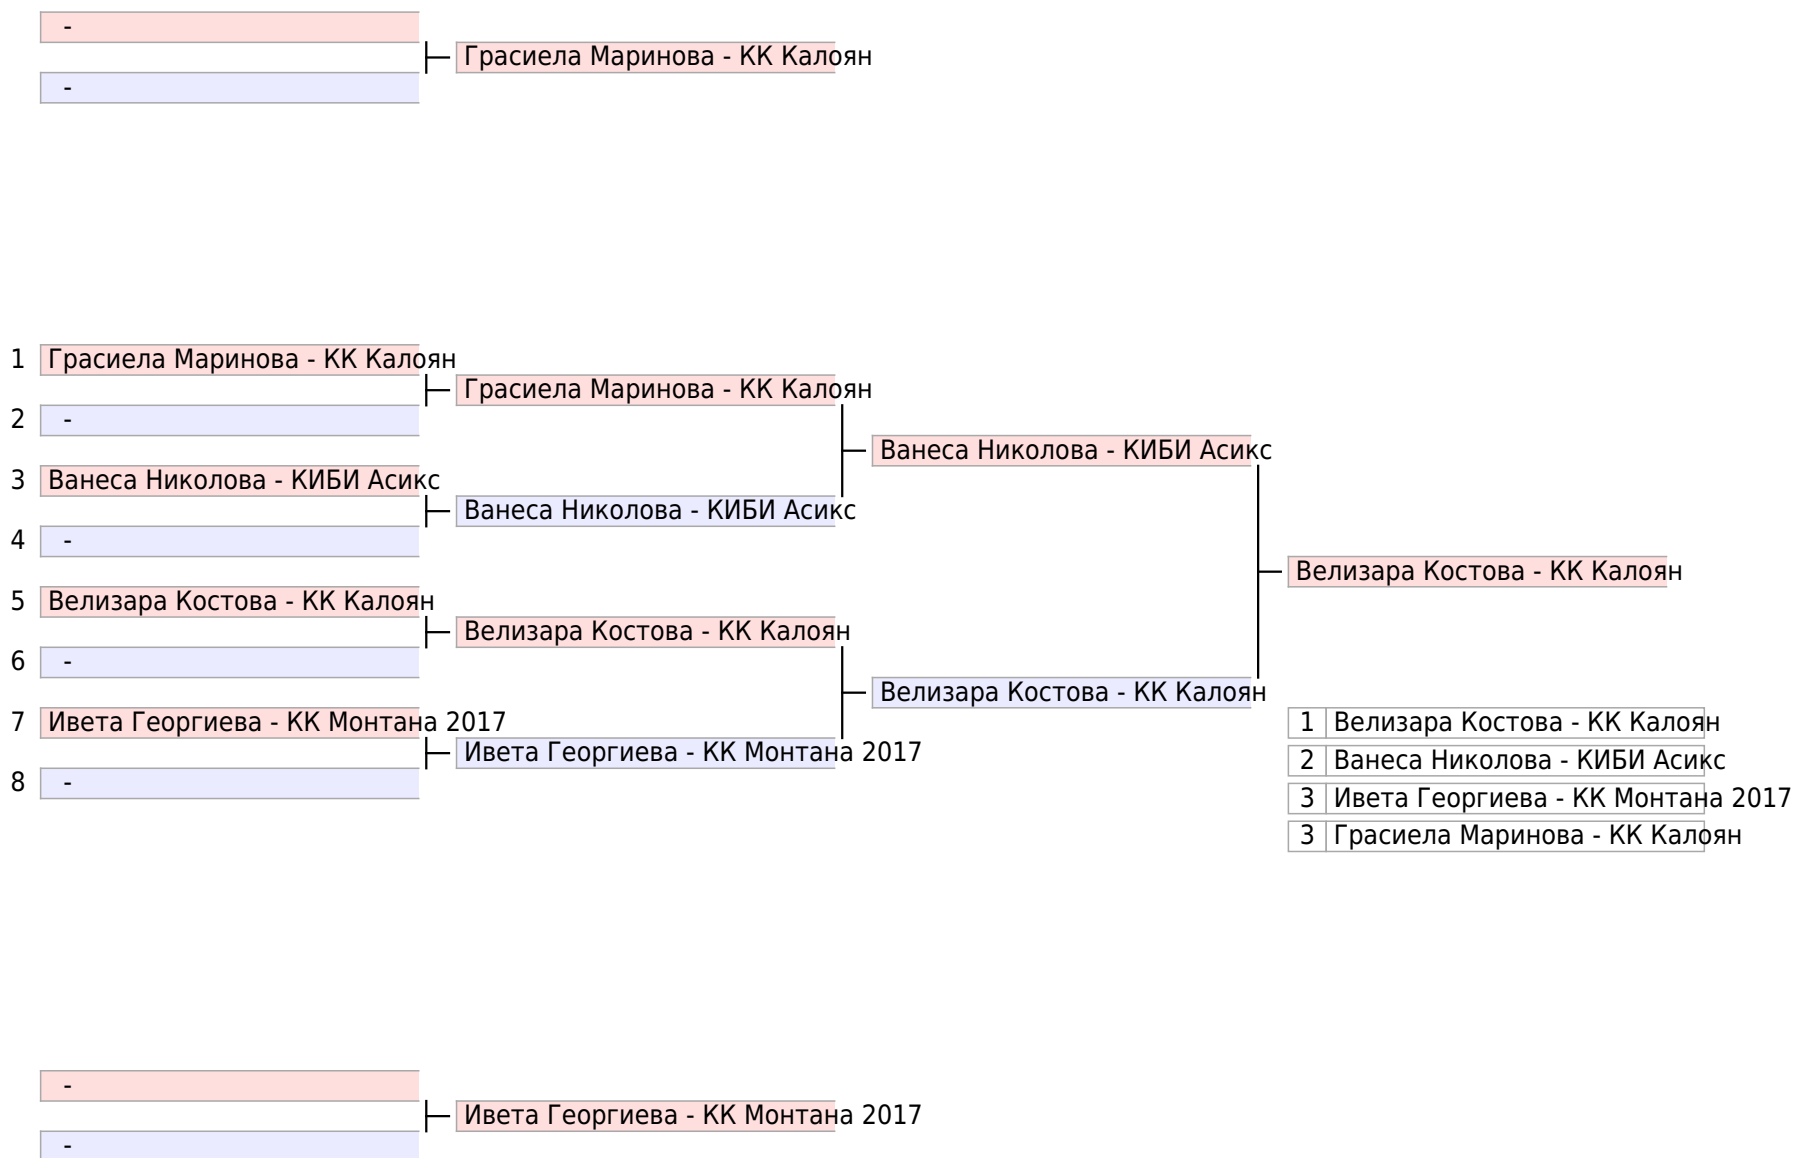 -
Грасиела Маринова - КК Калоян
-
1 Грасиела Маринова - КК Калоян
Грасиела Маринова - КК Калоян
2 -
Ванеса Николова - КИБИ Асикс
3 Ванеса Николова - КИБИ Асикс
Ванеса Николова - КИБИ Асикс
4 -
Велизара Костова - КК Калоян
5 Велизара Костова - КК Калоян
Велизара Костова - КК Калоян
6 -
Велизара Костова - КК Калоян
7 Ивета Георгиева - КК Монтана 2017
1 Велизара Костова - КК Калоян
Ивета Георгиева - КК Монтана 2017
2 Ванеса Николова - КИБИ Асикс
8 -
3 Ивета Георгиева - КК Монтана 2017
3 Грасиела Маринова - КК Калоян
-
Ивета Георгиева - КК Монтана 2017
-